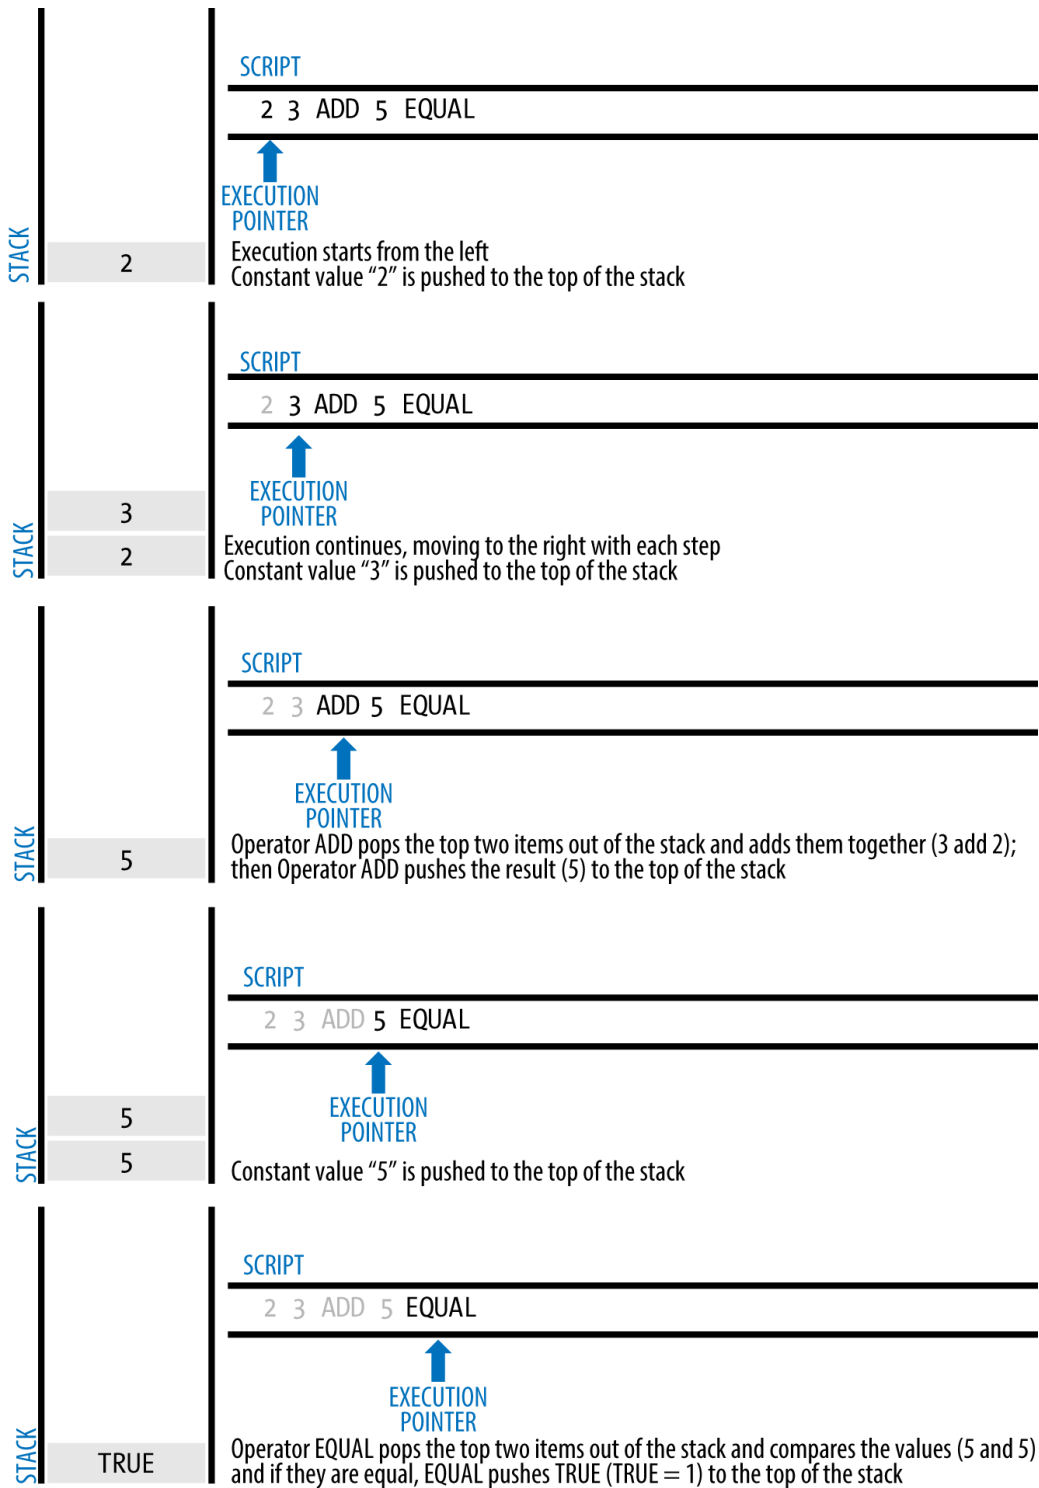 SCRIPT
2 3 ADD 5 EQUAL
EXECUTION
POINTER
STACK
2
Execution starts from the left
Constant value “2” is pushed to the top of the stack
SCRIPT
2 3 ADD 5 EQUAL
EXECUTION
POINTER
STACK
3
2
Execution continues, moving to the right with each step
Constant value “3” is pushed to the top of the stack
SCRIPT
2 3 ADD 5 EQUAL
EXECUTION
POINTER
STACK
5
Operator ADD pops the top two items out of the stack and adds them together (3 add 2);
then Operator ADD pushes the result (5) to the top of the stack
SCRIPT
2 3 ADD 5 EQUAL
EXECUTION
POINTER
STACK
5
5
Constant value “5” is pushed to the top of the stack
SCRIPT
2 3 ADD 5 EQUAL
EXECUTION
POINTER
STACK
TRUE
Operator EQUAL pops the top two items out of the stack and compares the values (5 and 5)
and if they are equal, EQUAL pushes TRUE (TRUE = 1) to the top of the stack